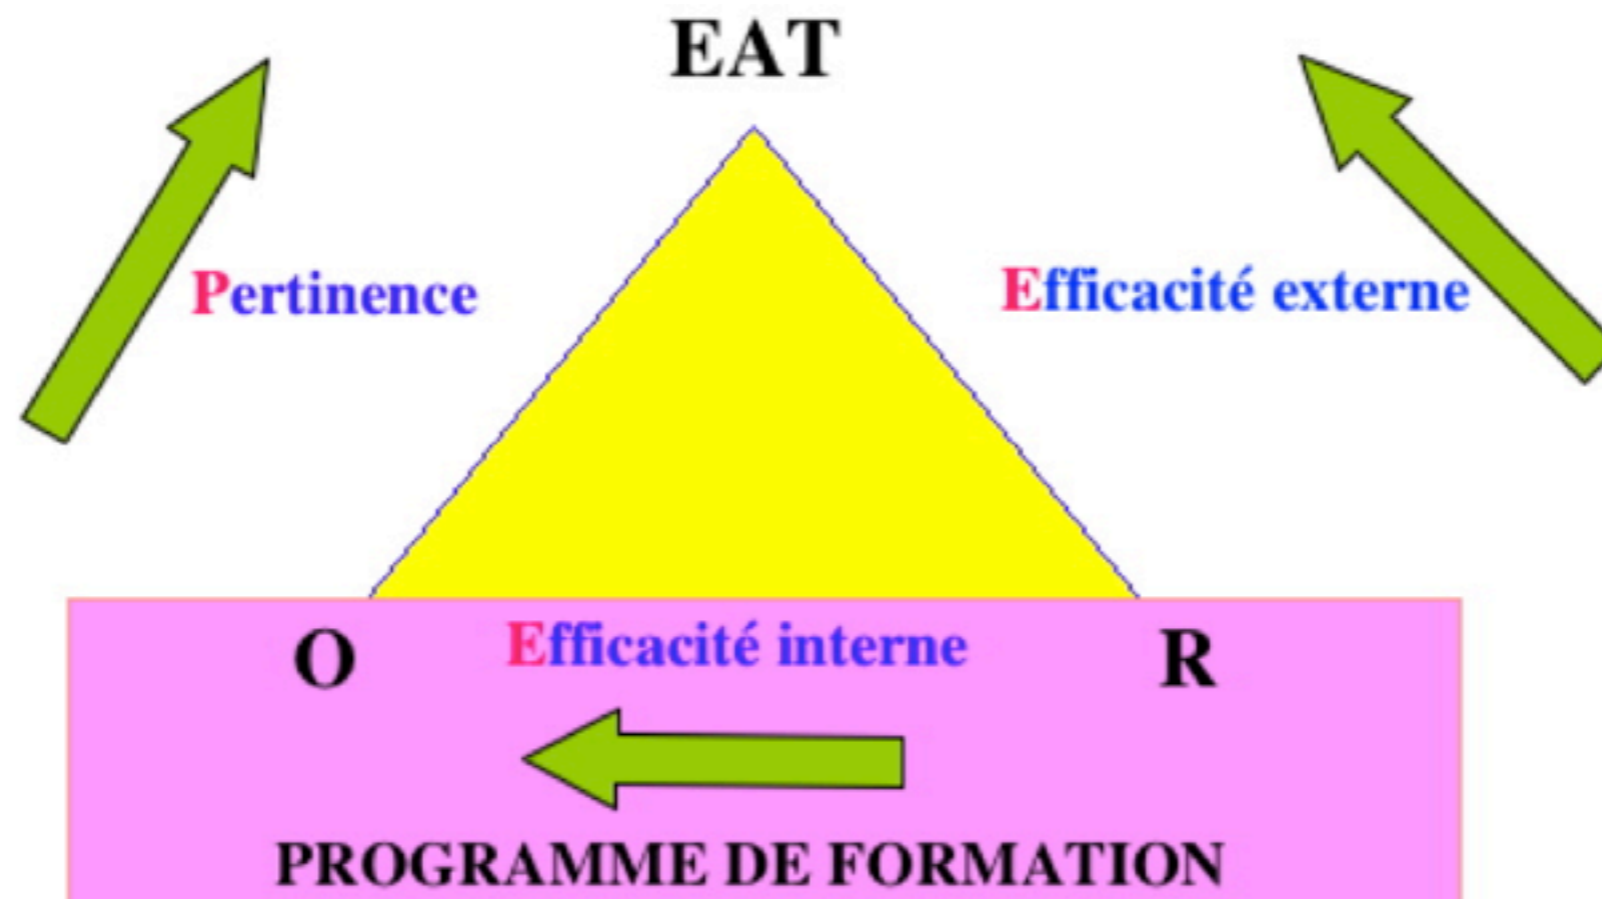 EAT
Pertinence
Efficacité externe
O
Efficacité interne
R
PROGRAMME DE FORMATION